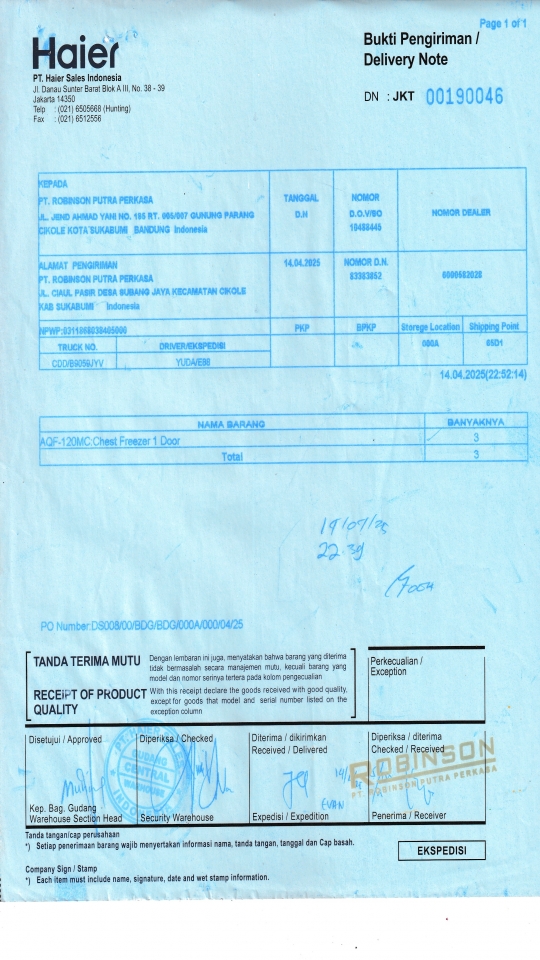 Page 1 of 1
Haier
Bukti Pengiriman /
Delivery Note
PT. Haier Sales Indonesia
Jl. Danau Sunter Barat Blok A III, No. 38 - 39
Jakarta 14350
Telp : (021) 6505668 (Hunting)
Fax : (021) 6512556
DN : JKT 00190046
KEPADA
PT. ROBINSON PUTRA PERKASA
JL. JEND AHMAD YANI NO. 185 RT. 005/007 GUNUNG PARANG
CIKOLE KOTA SUKABUMI BANDUNG Indonesia
TANGGAL
D.N
NOMOR
D.O.V/SO
NOMOR DEALER
ALAMAT PENGIRIMAN
PT. ROBINSON PUTRA PERKASA
JL. CIAUL PASIR DESA SUBANG JAYA KECAMATAN CIKOLE
KAB SUKABUMI Indonesia
14.04.2025
NOMOR D.N.
83383852
PKP
BPKP
Storege Location
000A
Shipping Point
65D1
TRUCK NO.
DRIVER/EKSPEDISI
14.04.2025(22:52:14)
NAMA BARANG
BANYAKNYA
AQF-120MC:Chest Freezer 1 Door
3
Total
3
22
PO Number:DS008/00/BDG/BDG/000A/000/04/25
TANDA TERIMA MUTU
Dengan lembaran ini juga, menyatakan bahwa barang yang diterima
tidak bermasalah secara manajemen mutu, kecuali barang yang
model dan nomor serinya tertera pada kolom pengecualian
RECEIPT OF PRODUCT
QUALITY
With this receipt declare the goods received with good quality,
except for goods that model and serial number listed on the
exception column
Perkecualian /
Exception
Disetujui / Approved
Diperiksa / Checked
Diterima / dikirimkan
Received / Delivered
Diperiksa / diterima
Checked / Received
GUDANG
CENTRAL
WAREHOUSE
ROBINSON
PT. ROBINSON PUTRA PERKASA
EVAN
Kep. Bag. Gudang
Warehouse Section Head
Security Warehouse
Expedisi / Expedition
Penerima / Receiver
Tanda tangan/cap perusahaan
*) Setiap penerimaan barang wajib menyertakan informasi nama, tanda tangan, tanggal dan Cap basah.
EKSPEDISI
Company Sign / Stamp
*) Each item must include name, signature, date and wet stamp information.